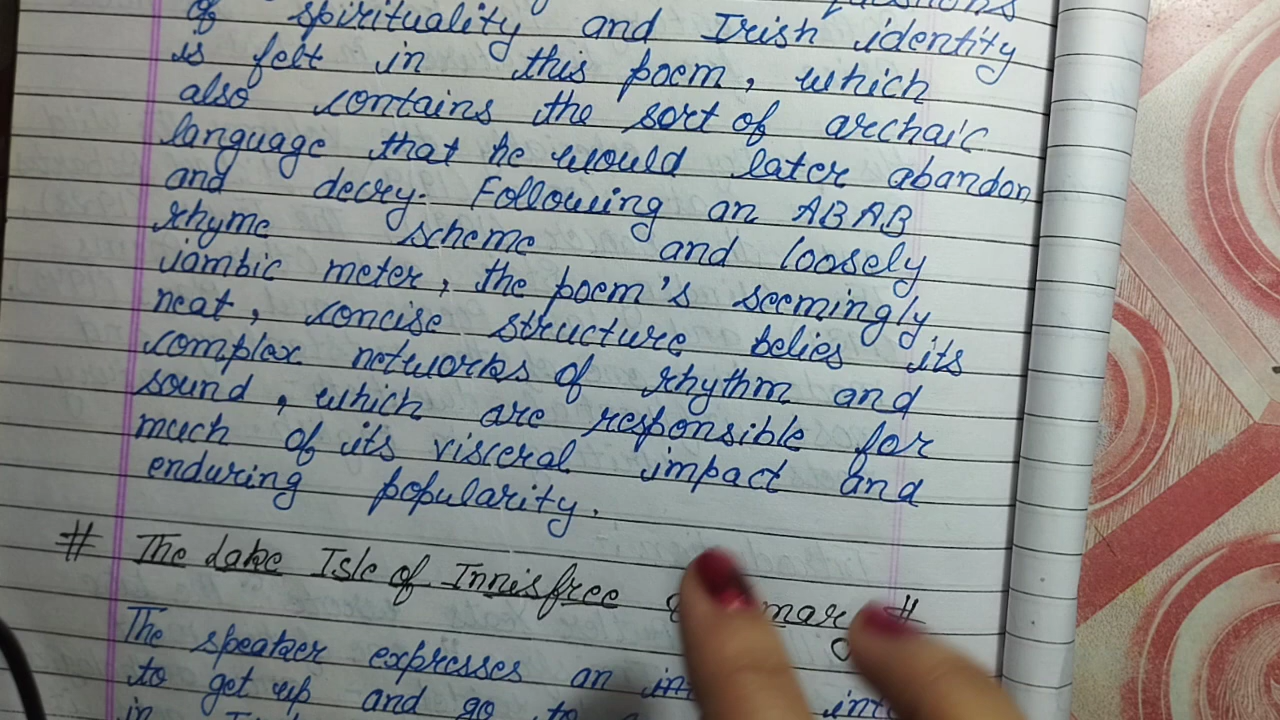 of spirituality and Irish identity
is felt in this poem, which
also contains the sort of archaic
language that he would later abandon
and decry. Following an ABAB
rhyme scheme and loosely
iambic meter, the poem's seemingly
neat, concise structure belies its
complex networks of rhythm and
sound, which are responsible for
much of its visceral impact and
enduring popularity.
# The Lake Isle of Innisfree #
The speaker expresses an
to get up and go to
in